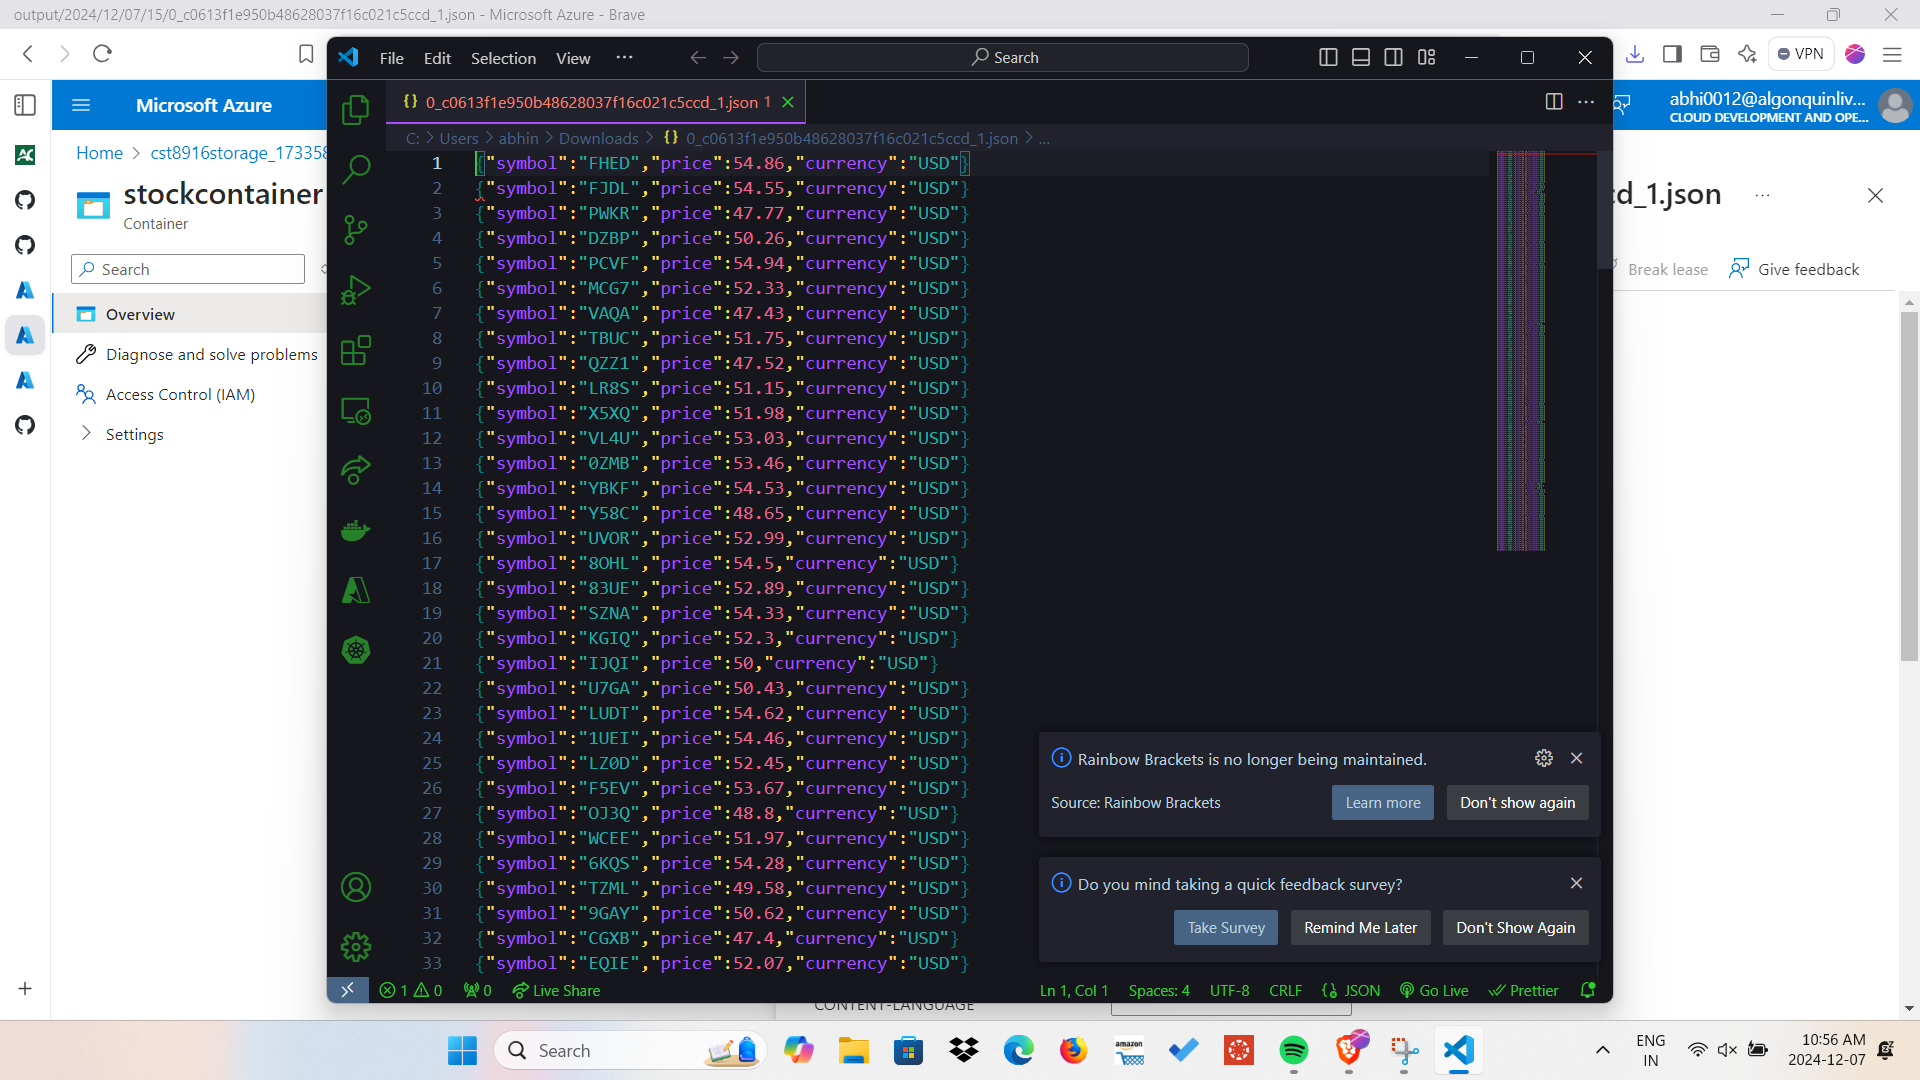 output/2024/12/07/15/0_c0613f1e950b48628037f16c021c5ccd_1.json - Microsoft Azure - Brave
VPN
Microsoft Azure
abhi0012@algonquinliv...
CLOUD DEVELOPMENT AND OPE...
Home > cst8916storage_17335
stockcontainer
Container
Search
Overview
Diagnose and solve problems
Access Control (IAM)
Settings
File Edit Selection View ... Search
{} 0_c0613f1e950b48628037f16c021c5ccd_1.json 1
C: > Users > abhin > Downloads > {} 0_c0613f1e950b48628037f16c021c5ccd_1.json > ...
1 {"symbol":"FHED","price":54.86,"currency":"USD"}
2 {"symbol":"FJDL","price":54.55,"currency":"USD"}
3 {"symbol":"PWKR","price":47.77,"currency":"USD"}
4 {"symbol":"DZBP","price":50.26,"currency":"USD"}
5 {"symbol":"PCVF","price":54.94,"currency":"USD"}
6 {"symbol":"MCG7","price":52.33,"currency":"USD"}
7 {"symbol":"VAQA","price":47.43,"currency":"USD"}
8 {"symbol":"TBUC","price":51.75,"currency":"USD"}
9 {"symbol":"QZZ1","price":47.52,"currency":"USD"}
10 {"symbol":"LR8S","price":51.15,"currency":"USD"}
11 {"symbol":"X5XQ","price":51.98,"currency":"USD"}
12 {"symbol":"VL4U","price":53.03,"currency":"USD"}
13 {"symbol":"0ZMB","price":53.46,"currency":"USD"}
14 {"symbol":"YBKF","price":54.53,"currency":"USD"}
15 {"symbol":"Y58C","price":48.65,"currency":"USD"}
16 {"symbol":"UVOR","price":52.99,"currency":"USD"}
17 {"symbol":"8OHL","price":54.5,"currency":"USD"}
18 {"symbol":"83UE","price":52.89,"currency":"USD"}
19 {"symbol":"SZNA","price":54.33,"currency":"USD"}
20 {"symbol":"KGIQ","price":52.3,"currency":"USD"}
21 {"symbol":"IJQI","price":50,"currency":"USD"}
22 {"symbol":"U7GA","price":50.43,"currency":"USD"}
23 {"symbol":"LUDT","price":54.62,"currency":"USD"}
24 {"symbol":"1UEI","price":54.46,"currency":"USD"}
25 {"symbol":"LZ0D","price":52.45,"currency":"USD"}
26 {"symbol":"F5EV","price":53.67,"currency":"USD"}
27 {"symbol":"OJ3Q","price":48.8,"currency":"USD"}
28 {"symbol":"WCEE","price":51.97,"currency":"USD"}
29 {"symbol":"6KQS","price":54.28,"currency":"USD"}
30 {"symbol":"TZML","price":49.58,"currency":"USD"}
31 {"symbol":"9GAY","price":50.62,"currency":"USD"}
32 {"symbol":"CGXB","price":47.4,"currency":"USD"}
33 {"symbol":"EQIE","price":52.07,"currency":"USD"}
Rainbow Brackets is no longer being maintained.
Source: Rainbow Brackets
Learn more
Don't show again
Do you mind taking a quick feedback survey?
Take Survey
Remind Me Later
Don't Show Again
1 0 0 Live Share
Ln 1, Col 1 Spaces: 4 UTF-8 CRLF {} JSON Go Live Prettier
cd_1.json ...
Break lease
Give feedback
CONTENT-LANGUAGE
Search
amazon
ENG
IN
10:56 AM
2024-12-07